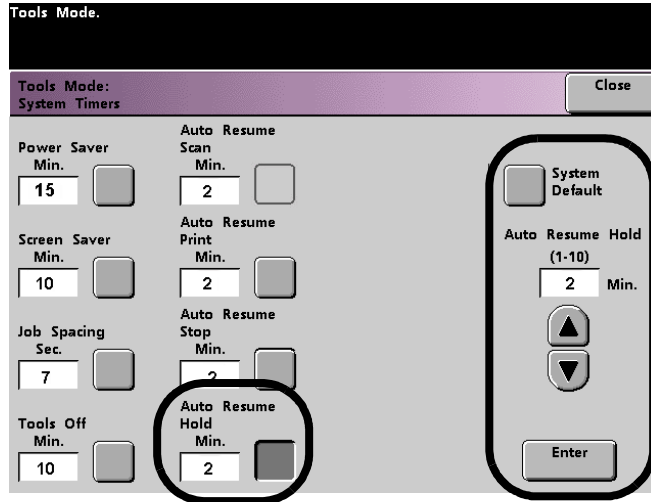 Tools Mode.
Tools Mode:
System Timers
Close
Power Saver
Min.
15
Screen Saver
Min.
10
Job Spacing
Sec.
7
Tools Off
Min.
10
Auto Resume
Scan
Min.
2
Auto Resume
Print
Min.
2
Auto Resume
Stop
Min.
2
Auto Resume
Hold
Min.
2
System
Default
Auto Resume Hold
(1-10)
2 Min.
Enter